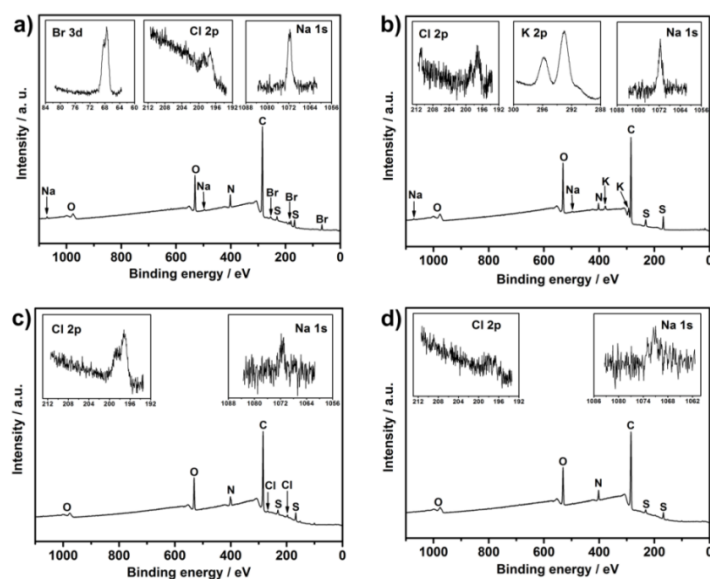 a)
Br 3d
84 80 76 72 68 64 60
Cl 2p
212 208 204 200 196 192
Na 1s
1088 1080 1072 1064 1056
Intensity / a.u.
Na
O
O
Na
N
C
Br
S
Br
S
Br
1000 800 600 400 200 0
Binding energy / eV
b)
Cl 2p
212 208 204 200 196 192
K 2p
300 296 292 288
Na 1s
1088 1080 1072 1064 1056
Intensity / a.u.
Na
O
O
Na
N
K
K
C
S
S
1000 800 600 400 200 0
Binding energy / eV
c)
Cl 2p
212 208 204 200 196 192
Na 1s
1088 1080 1072 1064 1056
Intensity / a.u.
O
O
N
C
Cl
S
Cl
S
1000 800 600 400 200 0
Binding energy / eV
d)
Cl 2p
212 208 204 200 196 192
Na 1s
1086 1080 1074 1068 1062
Intensity / a.u.
O
O
N
C
S
S
1000 800 600 400 200 0
Binding energy / eV